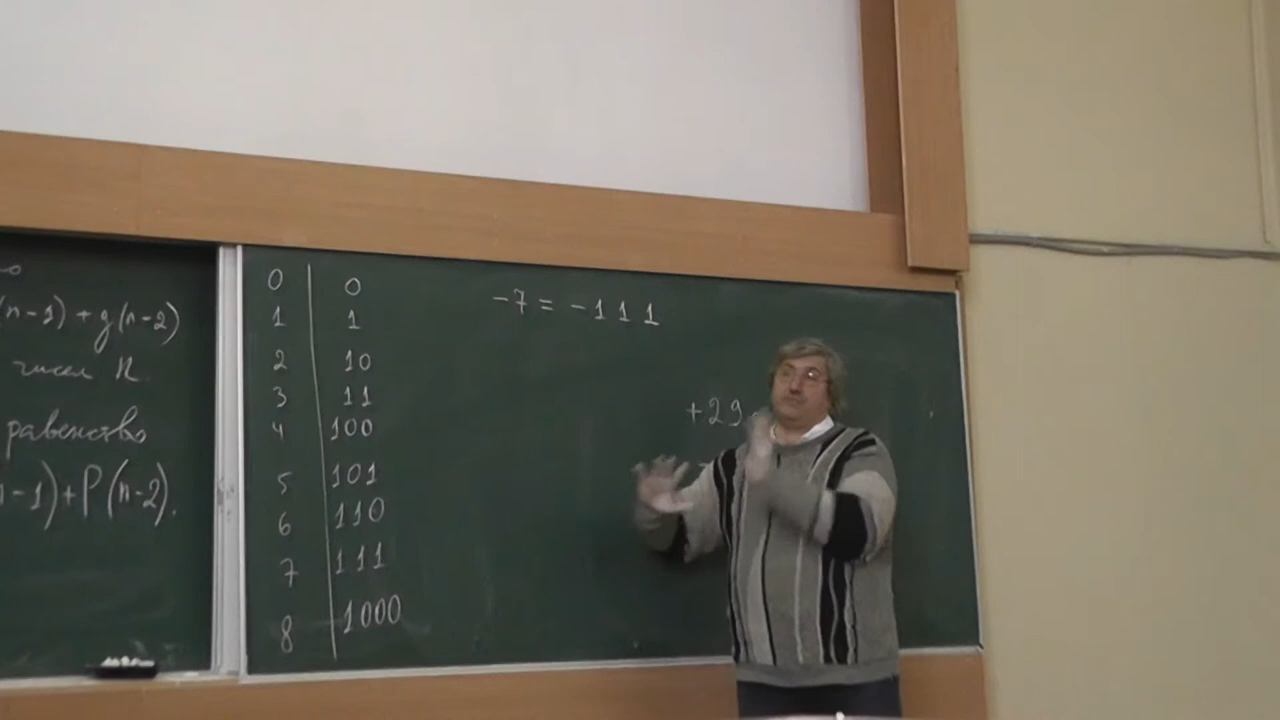 (n-1)+g(n-2)
чисел n.
равенство
n-1)+P(n-2).
0 | 0
1 | 1
2 | 10
3 | 11
4 | 100
5 | 101
6 | 110
7 | 111
8 | 1000
-7 = -111
+29